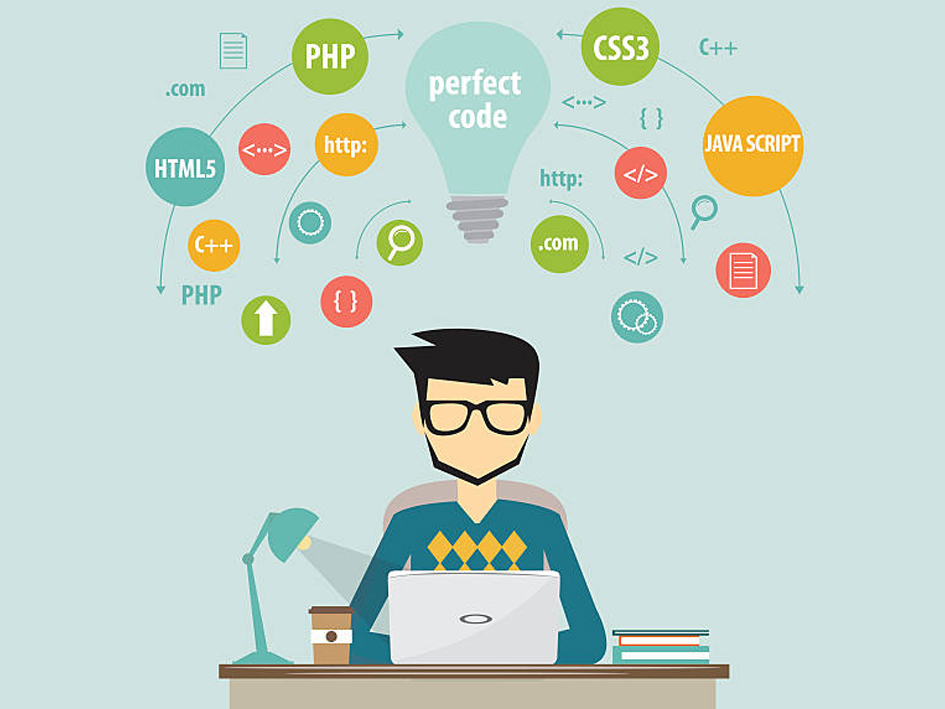 PHP
CSS3
C++
.com
perfect
code
<···>
{ }
HTML5
<···>
http:
JAVA SCRIPT
http:
</>
C++
.com
</>
PHP
{ }